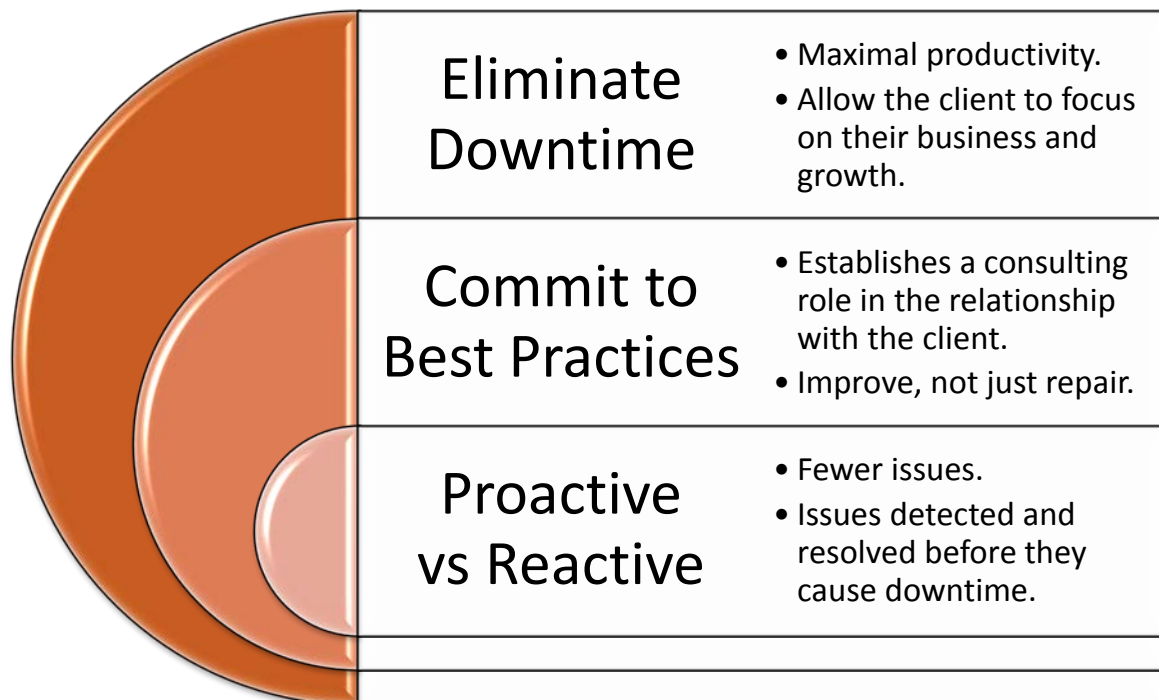 Eliminate
Downtime
• Maximal productivity.
• Allow the client to focus
on their business and
growth.
Commit to
Best Practices
• Establishes a consulting
role in the relationship
with the client.
• Improve, not just repair.
Proactive
vs Reactive
• Fewer issues.
• Issues detected and
resolved before they
cause downtime.